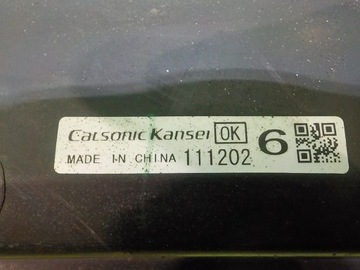 Calsonic Kansei OK 6
MADE IN CHINA 111202